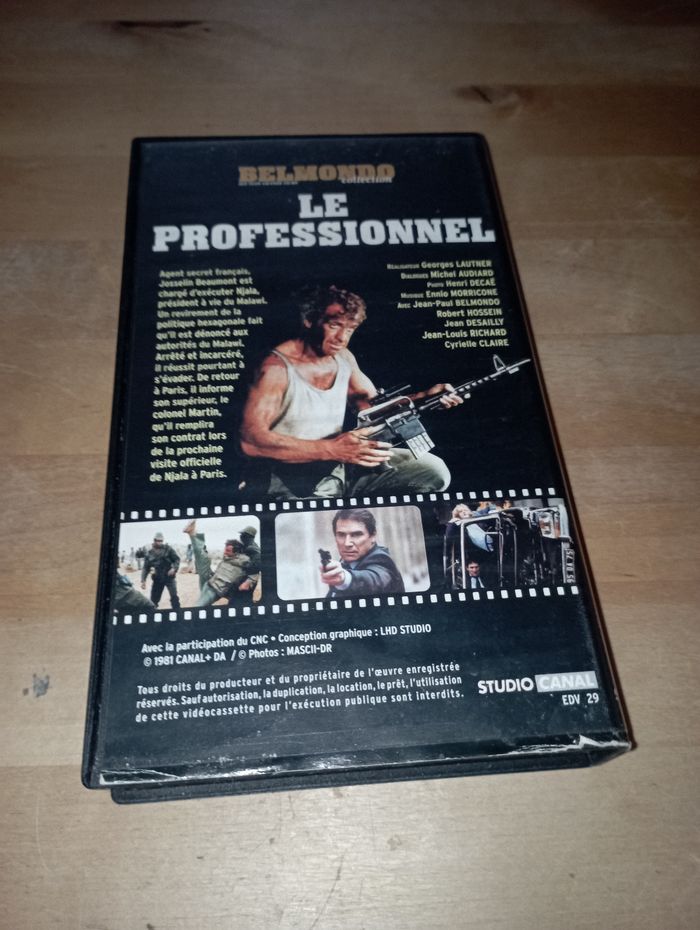 BELMONDO
collection
LE
PROFESSIONNEL
Agent secret français,
Josselin Beaumont est
chargé d'exécuter Njala,
président à vie du Malawi.
Un revirement de la
politique hexagonale fait
qu'il est dénoncé aux
autorités du Malawi.
Arrêté et incarcéré,
il réussit pourtant à
s'évader. De retour
à Paris, il informe
son supérieur, le
colonel Martin,
qu'il remplira
son contrat lors
de la prochaine
visite officielle
de Njala à Paris.
RÉALISATEUR Georges LAUTNER
DIALOGUES Michel AUDIARD
PHOTO Henri DECAË
MUSIQUE Ennio MORRICONE
AVEC Jean-Paul BELMONDO
Robert HOSSEIN
Jean DESAILLY
Jean-Louis RICHARD
Cyrielle CLAIRE
Avec la participation du CNC • Conception graphique : LHD STUDIO
© 1981 CANAL+ DA / © Photos : MASCII-DR
Tous droits du producteur et du propriétaire de l'œuvre enregistrée
réservés. Sauf autorisation, la duplication, la location, le prêt, l'utilisation
de cette vidéocassette pour l'exécution publique sont interdits.
STUDIO CANAL
EDV 29